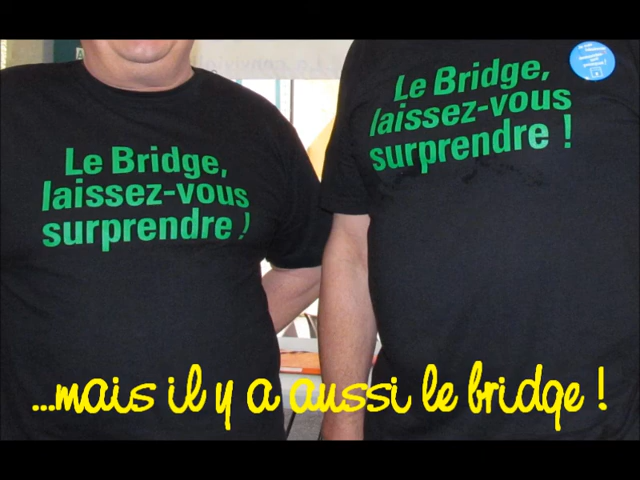 Le Bridge,
laissez-vous
surprendre !
Le Bridge,
laissez-vous
surprendre !
...mais il y a aussi le bridge !